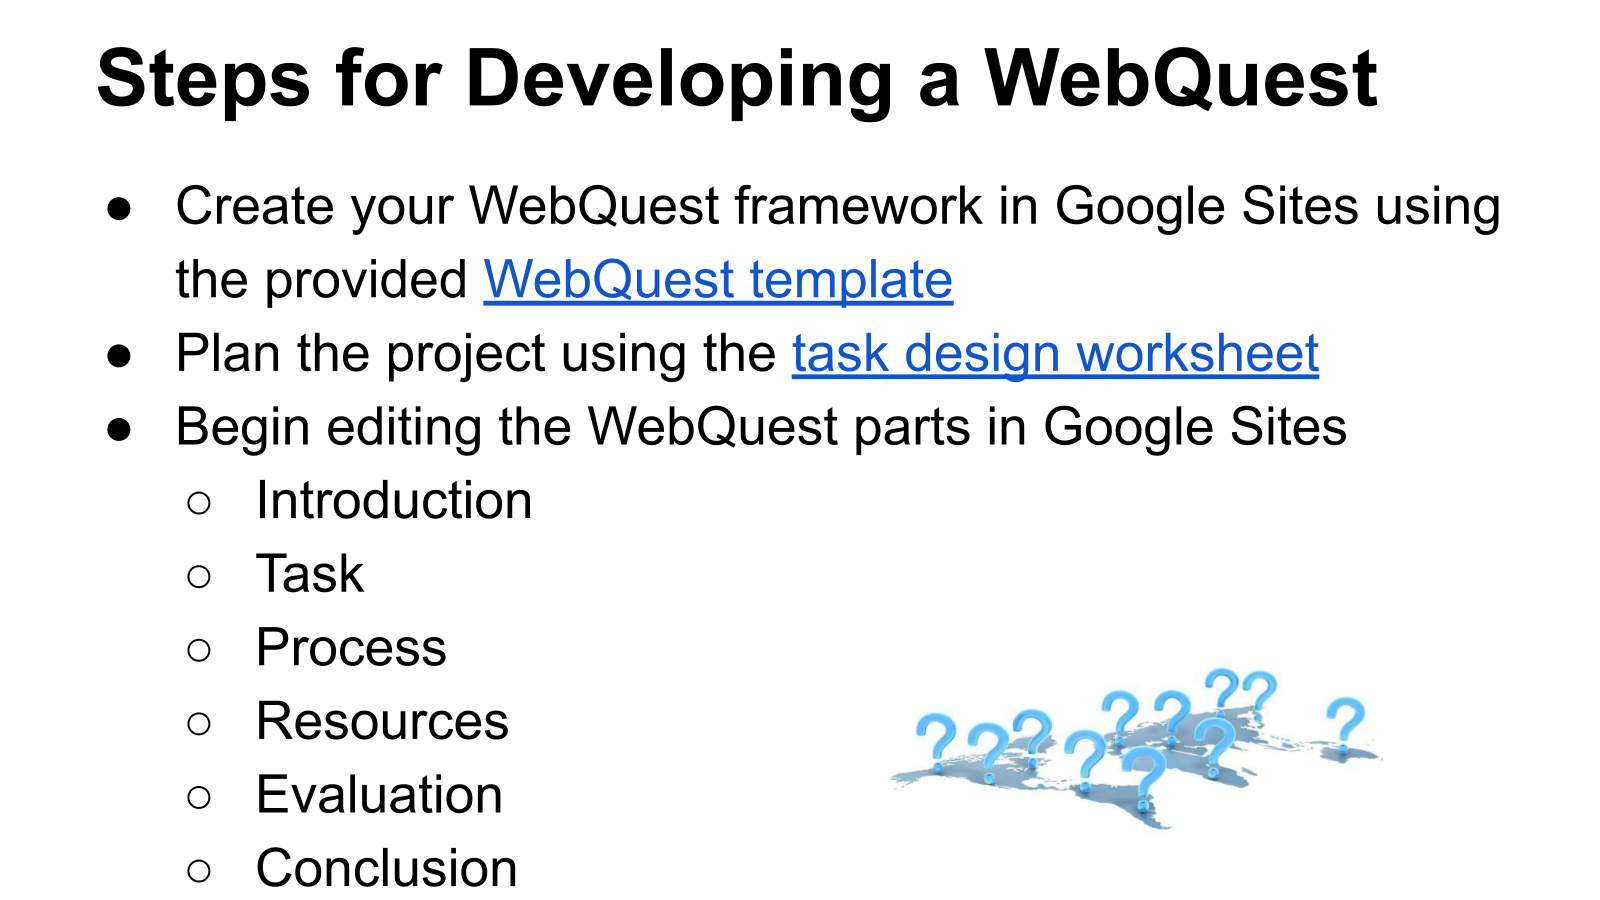 Steps for Developing a WebQuest
● Create your WebQuest framework in Google Sites using
the provided WebQuest template
● Plan the project using the task design worksheet
● Begin editing the WebQuest parts in Google Sites
○ Introduction
○ Task
○ Process
○ Resources
○ Evaluation
○ Conclusion
? ? ? ? ? ? ? ? ? ? ?